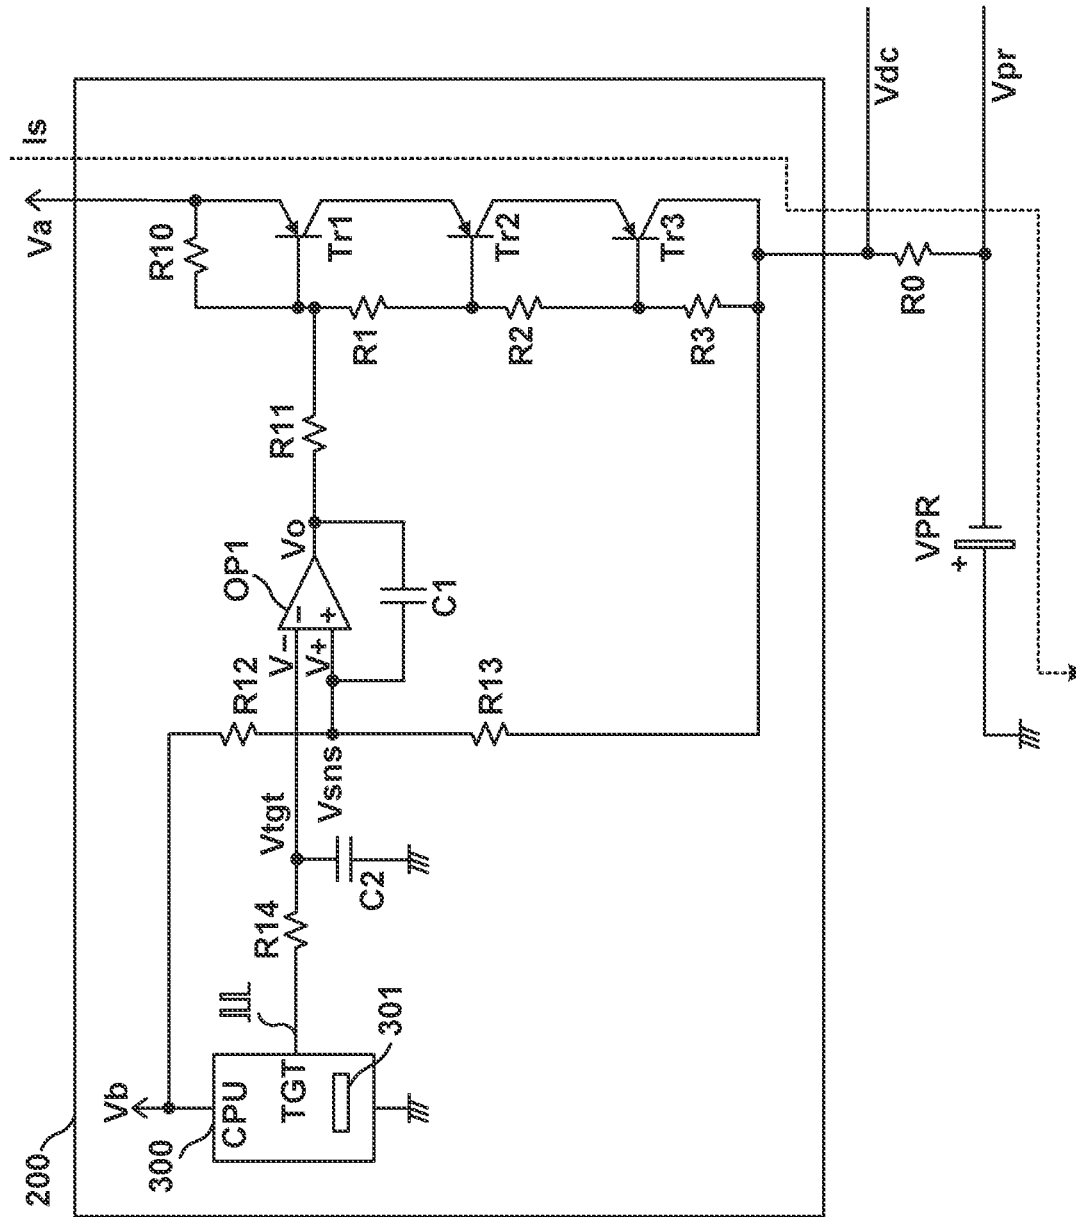 200
300
Vb
CPU
TGT
301
R14
Vtgt
C2
Vsns
R12
R13
V−
V+
OP1
−
+
Vo
C1
R11
R10
R1
R2
R3
Va
Is
Tr1
Tr2
Tr3
R0
VPR
+
Vdc
Vpr